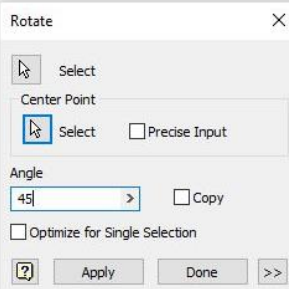 Rotate
Select
Center Point
Select Precise Input
Angle
45 > Copy
Optimize for Single Selection
? Apply Done >>